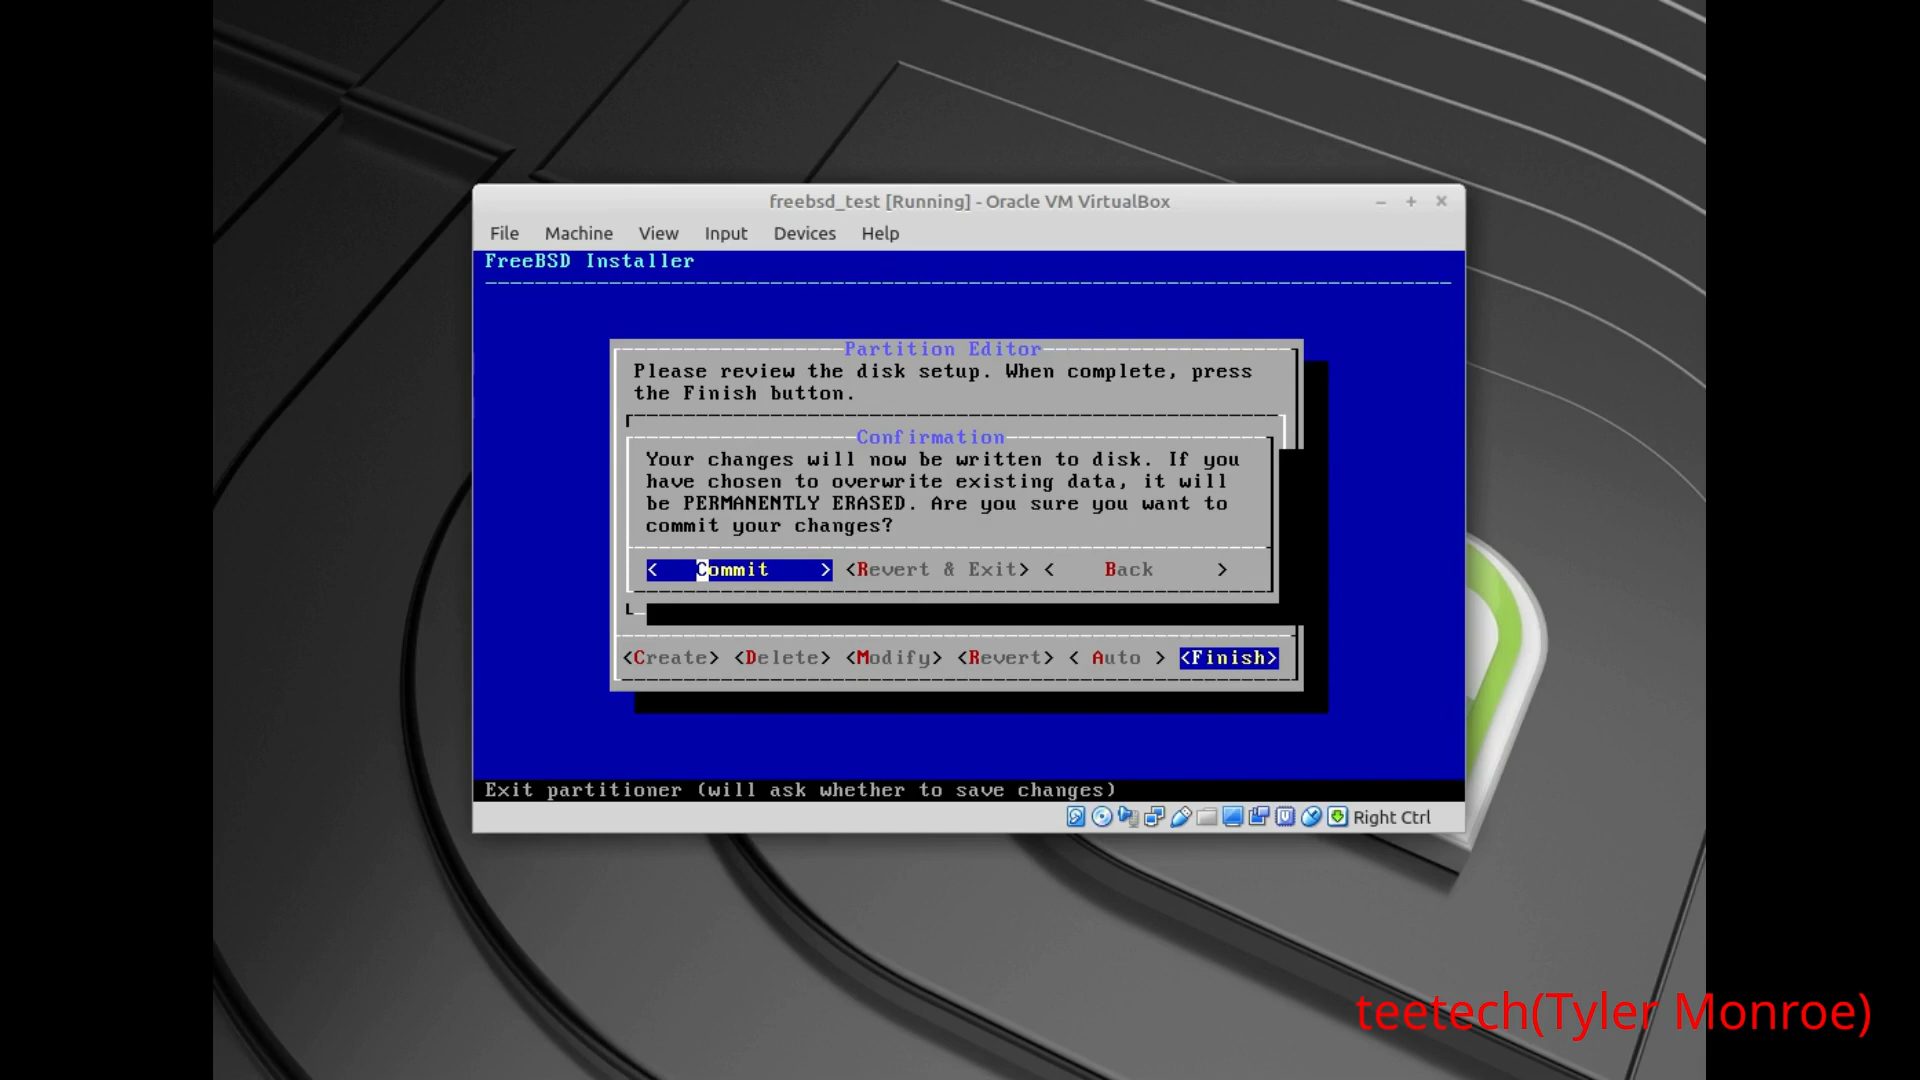 freebsd_test [Running] - Oracle VM VirtualBox
File Machine View Input Devices Help
FreeBSD Installer
Partition Editor
Please review the disk setup. When complete, press
the Finish button.
Confirmation
Your changes will now be written to disk. If you
have chosen to overwrite existing data, it will
be PERMANENTLY ERASED. Are you sure you want to
commit your changes?
< Commit > <Revert & Exit> < Back >
<Create> <Delete> <Modify> <Revert> < Auto > <Finish>
Exit partitioner (will ask whether to save changes)
Right Ctrl
teetech(Tyler Monroe)